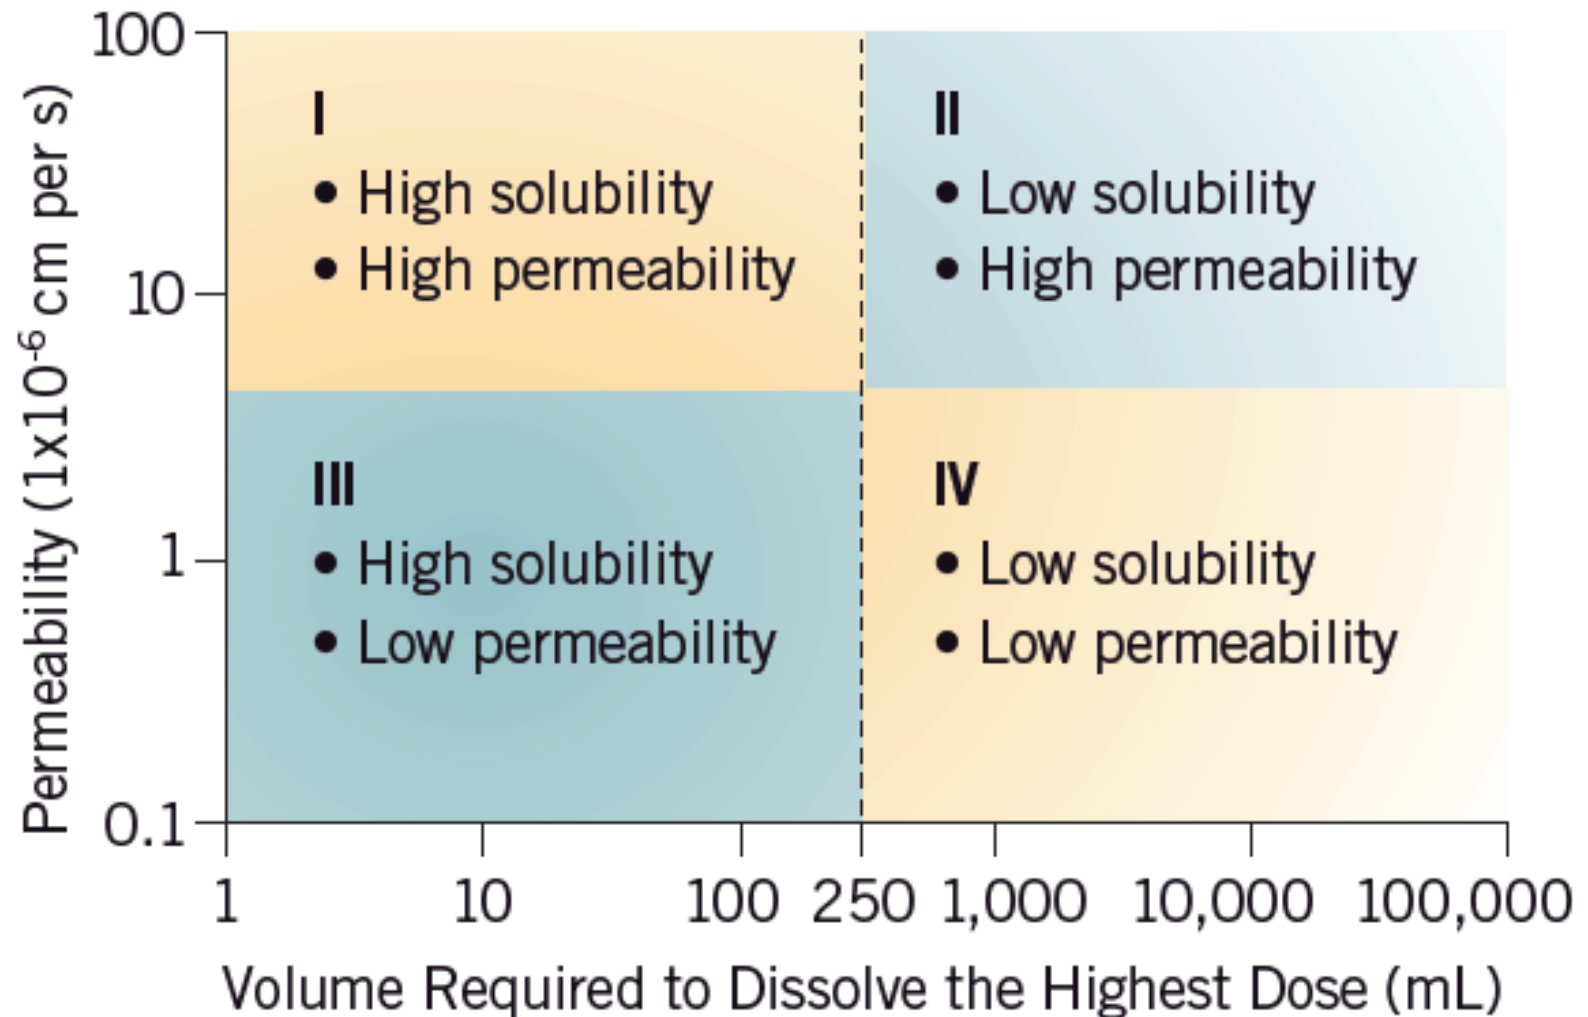 100
10
1
0.1
Permeability (1x10⁻⁶ cm per s)
I
• High solubility
• High permeability
II
• Low solubility
• High permeability
III
• High solubility
• Low permeability
IV
• Low solubility
• Low permeability
1 10 100 250 1,000 10,000 100,000
Volume Required to Dissolve the Highest Dose (mL)